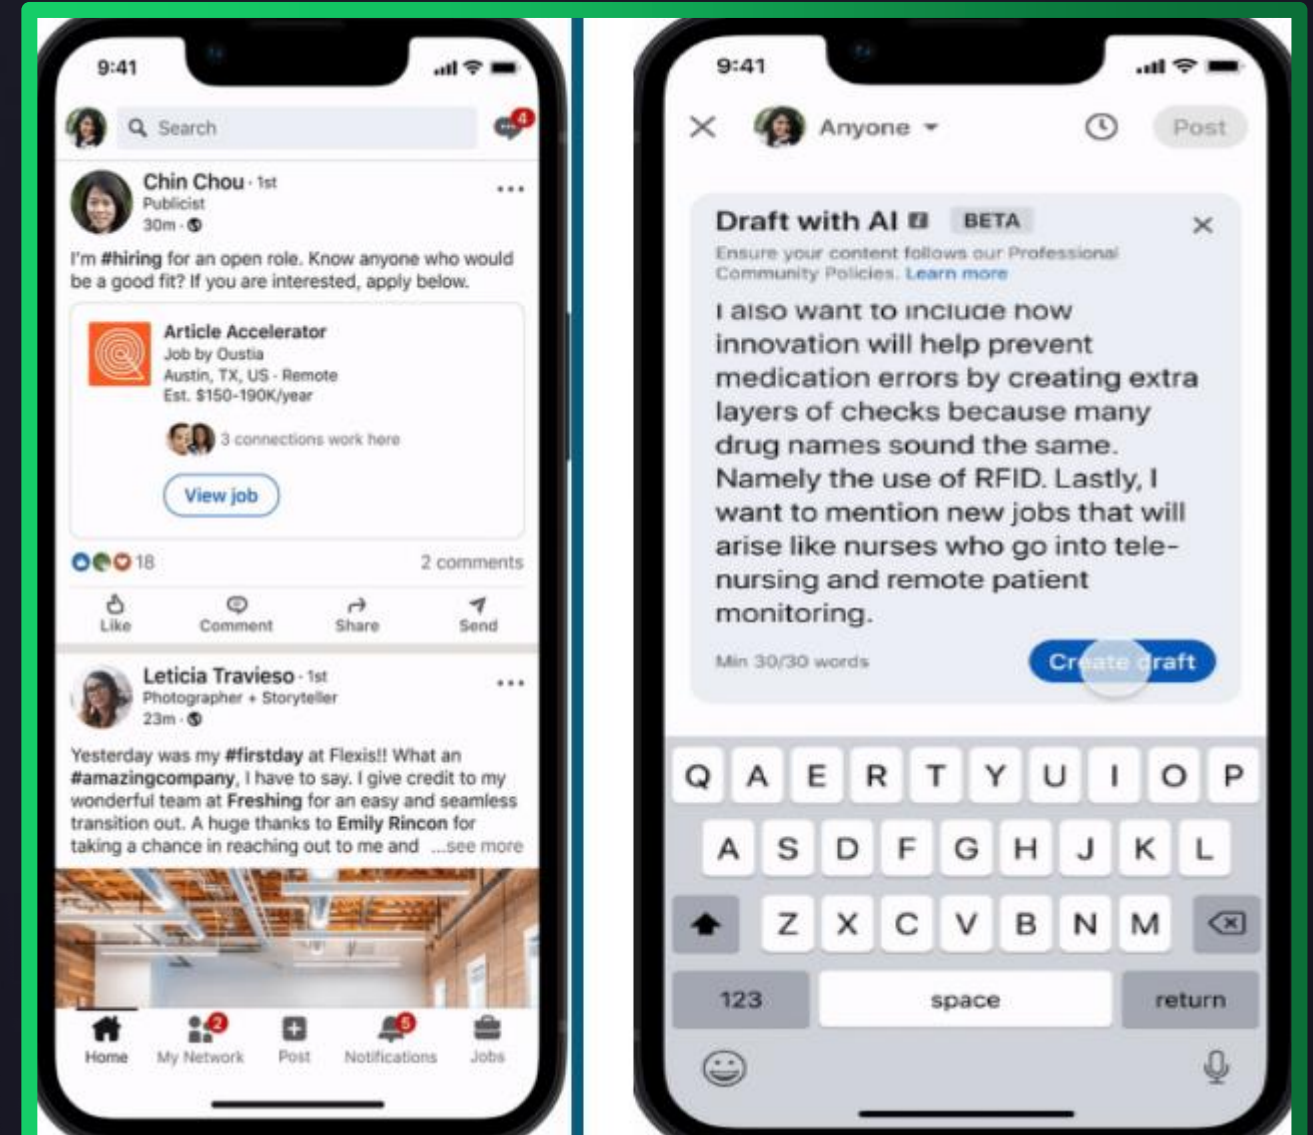 9:41
Search
4
Chin Chou · 1st
Publicist
30m ·
I'm #hiring for an open role. Know anyone who would
be a good fit? If you are interested, apply below.
Article Accelerator
Job by Oustia
Austin, TX, US - Remote
Est. $150-190K/year
3 connections work here
View job
18
2 comments
Like
Comment
Share
Send
Leticia Travieso · 1st
Photographer + Storyteller
23m ·
Yesterday was my #firstday at Flexis!! What an
#amazingcompany, I have to say. I give credit to my
wonderful team at Freshing for an easy and seamless
transition out. A huge thanks to Emily Rincon for
taking a chance in reaching out to me and ...see more
2
5
Home
My Network
Post
Notifications
Jobs
9:41
Anyone
Post
Draft with AI
BETA
Ensure your content follows our Professional
Community Policies. Learn more
I also want to include how
innovation will help prevent
medication errors by creating extra
layers of checks because many
drug names sound the same.
Namely the use of RFID. Lastly, I
want to mention new jobs that will
arise like nurses who go into tele-
nursing and remote patient
monitoring.
Min 30/30 words
Create draft
Q A E R T Y U I O P
A S D F G H J K L
Z X C V B N M
123
space
return